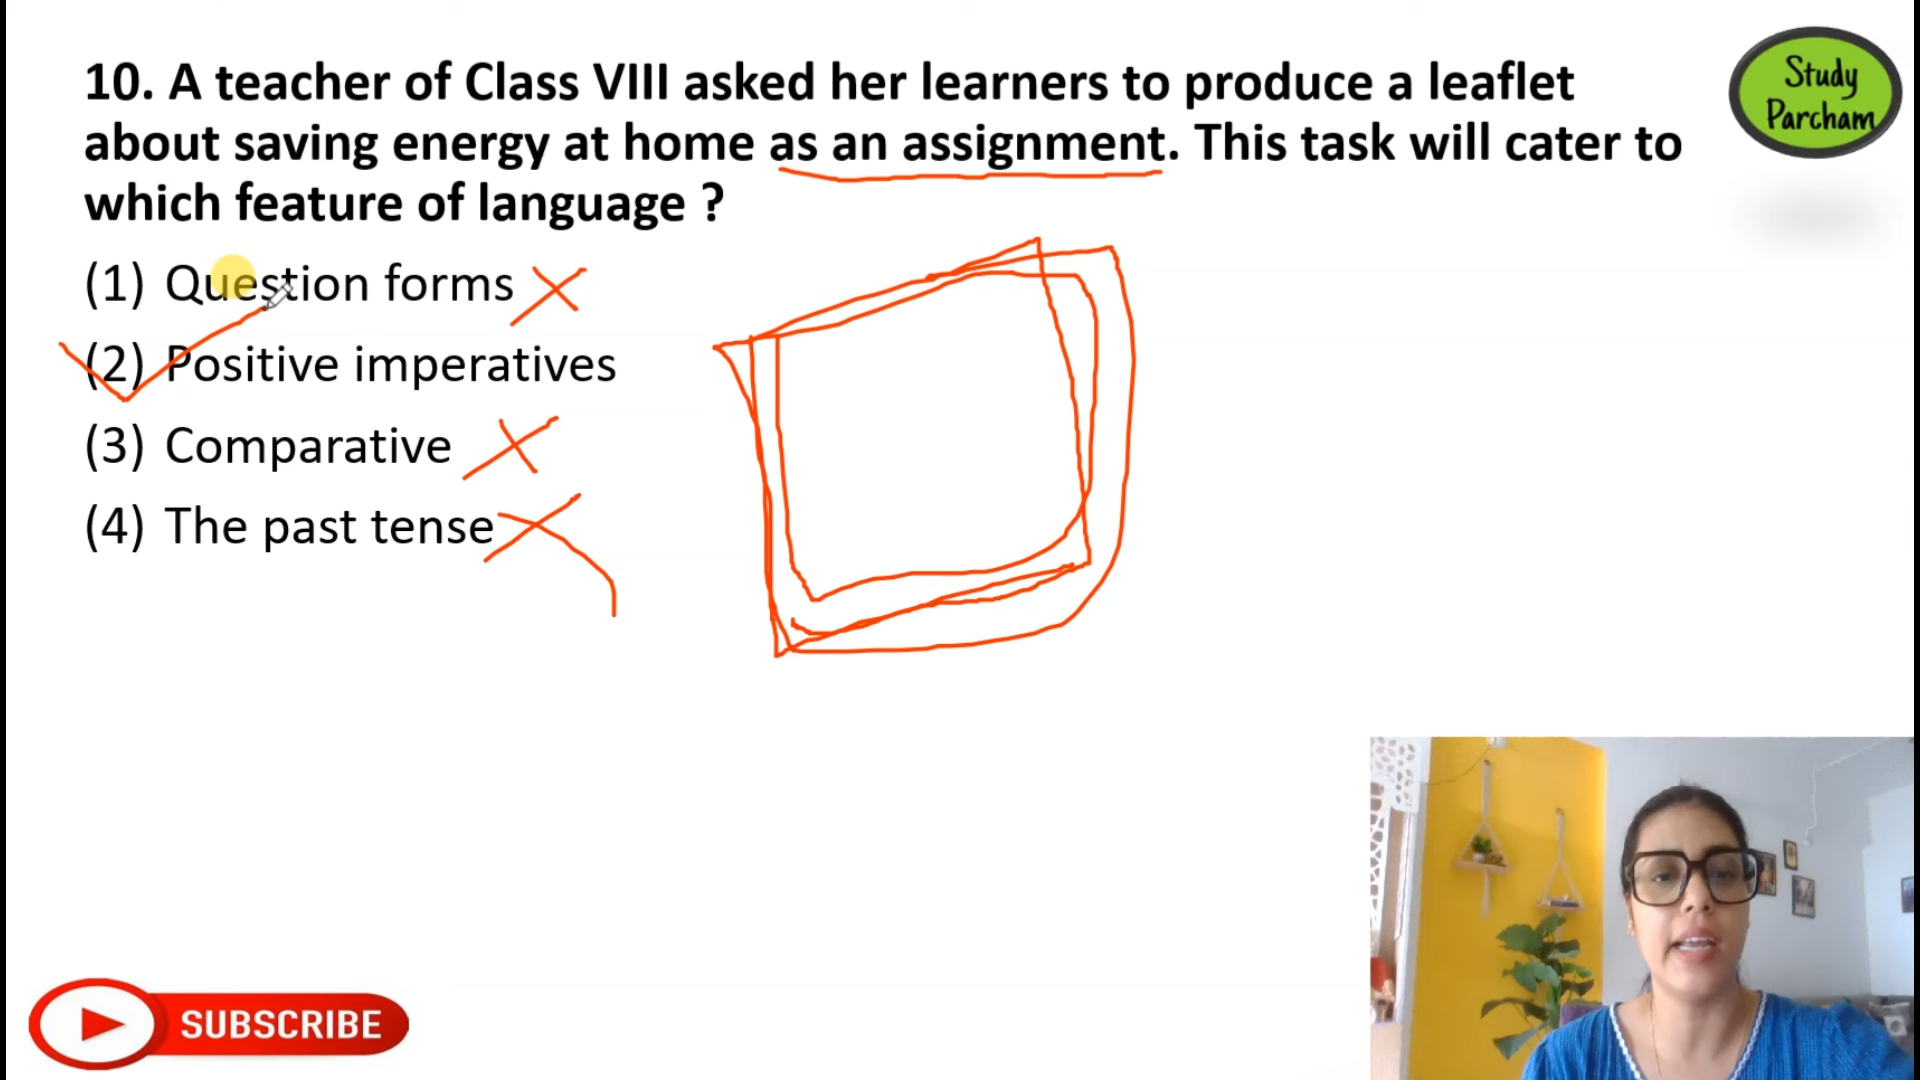 10. A teacher of Class VIII asked her learners to produce a leaflet
about saving energy at home as an assignment. This task will cater to
which feature of language ?
(1) Question forms
(2) Positive imperatives
(3) Comparative
(4) The past tense
Study
Parcham
SUBSCRIBE